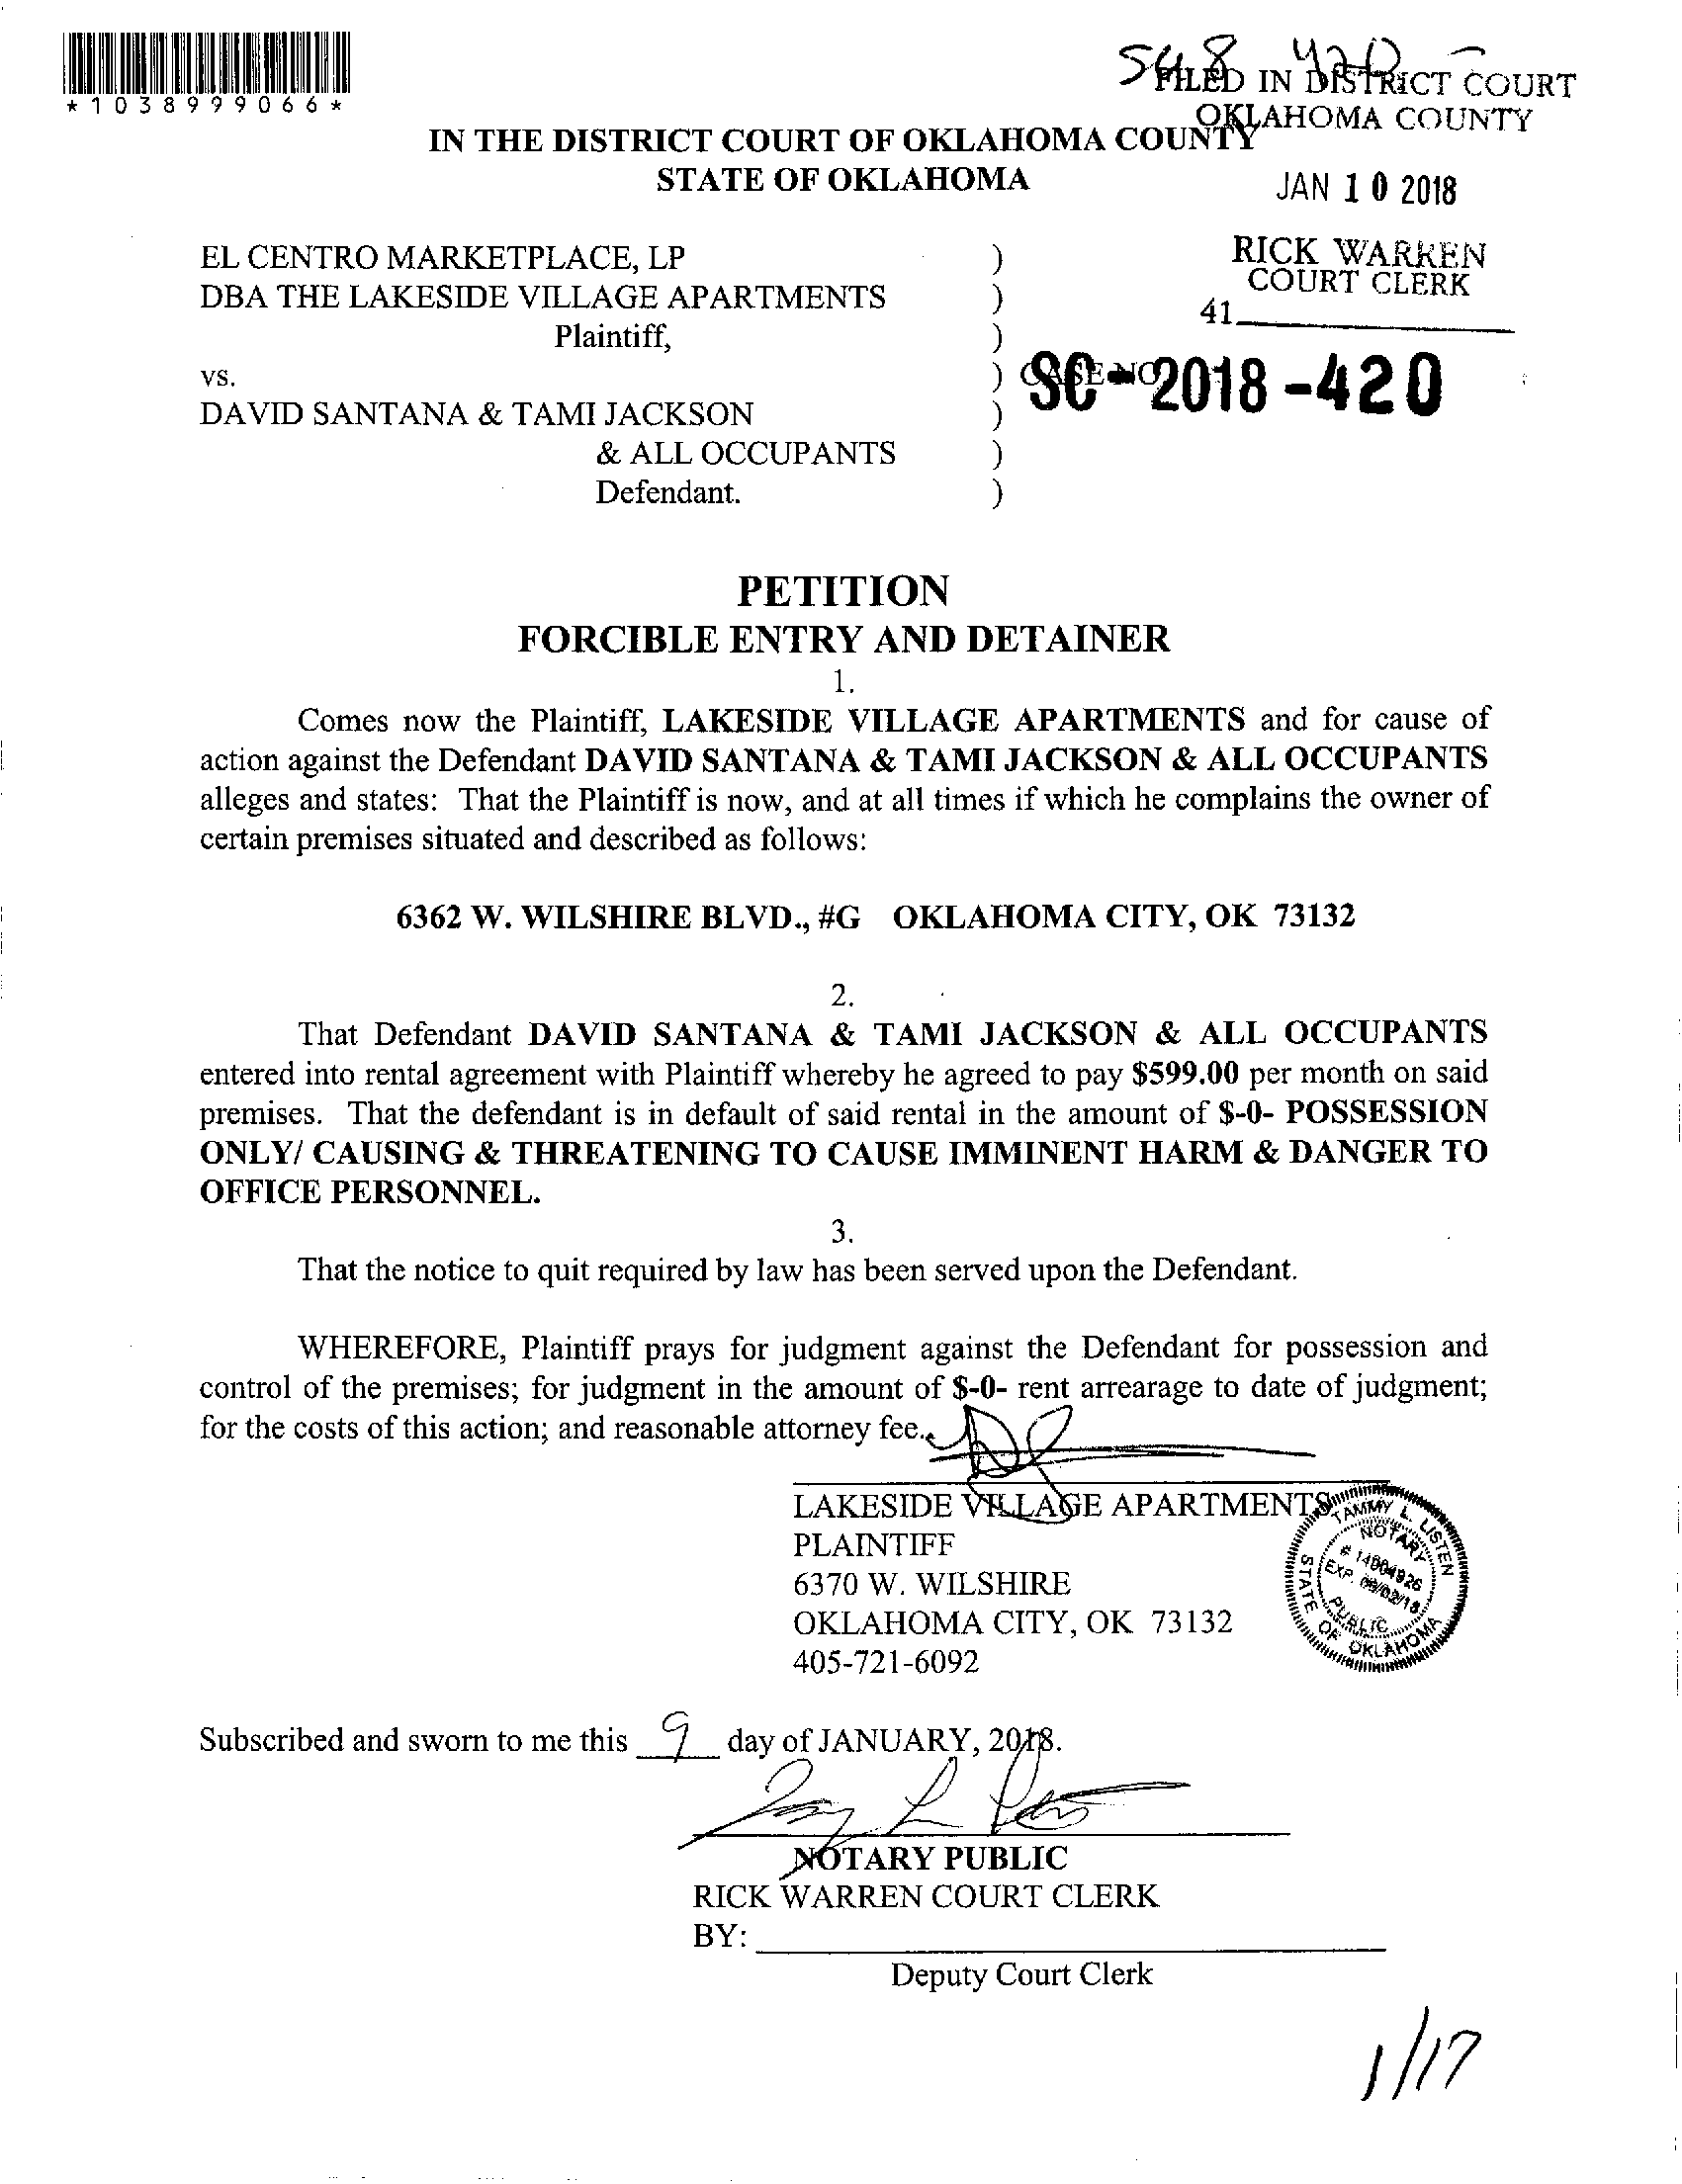 *1038999066*
FILED IN DISTRICT COURT
OKLAHOMA COUNTY
IN THE DISTRICT COURT OF OKLAHOMA COUNTY
STATE OF OKLAHOMA
JAN 10 2018
RICK WARREN
COURT CLERK
41
EL CENTRO MARKETPLACE, LP )
DBA THE LAKESIDE VILLAGE APARTMENTS )
Plaintiff, )
vs. ) CASE NO. SC-2018-420
DAVID SANTANA & TAMI JACKSON )
& ALL OCCUPANTS )
Defendant. )
PETITION
FORCIBLE ENTRY AND DETAINER
1.
Comes now the Plaintiff, LAKESIDE VILLAGE APARTMENTS and for cause of
action against the Defendant DAVID SANTANA & TAMI JACKSON & ALL OCCUPANTS
alleges and states: That the Plaintiff is now, and at all times if which he complains the owner of
certain premises situated and described as follows:
6362 W. WILSHIRE BLVD., #G OKLAHOMA CITY, OK 73132
2.
That Defendant DAVID SANTANA & TAMI JACKSON & ALL OCCUPANTS
entered into rental agreement with Plaintiff whereby he agreed to pay $599.00 per month on said
premises. That the defendant is in default of said rental in the amount of $-0- POSSESSION
ONLY/ CAUSING & THREATENING TO CAUSE IMMINENT HARM & DANGER TO
OFFICE PERSONNEL.
3.
That the notice to quit required by law has been served upon the Defendant.
WHEREFORE, Plaintiff prays for judgment against the Defendant for possession and
control of the premises; for judgment in the amount of $-0- rent arrearage to date of judgment;
for the costs of this action; and reasonable attorney fee.
LAKESIDE VILLAGE APARTMENTS
PLAINTIFF
6370 W. WILSHIRE
OKLAHOMA CITY, OK 73132
405-721-6092
TAMMY L. LISTEN
NOTARY
# 14004926
EXP. 09/02/18
PUBLIC
STATE OF OKLAHOMA
Subscribed and sworn to me this 9 day of JANUARY, 2018.
NOTARY PUBLIC
RICK WARREN COURT CLERK
BY:
Deputy Court Clerk
1/17